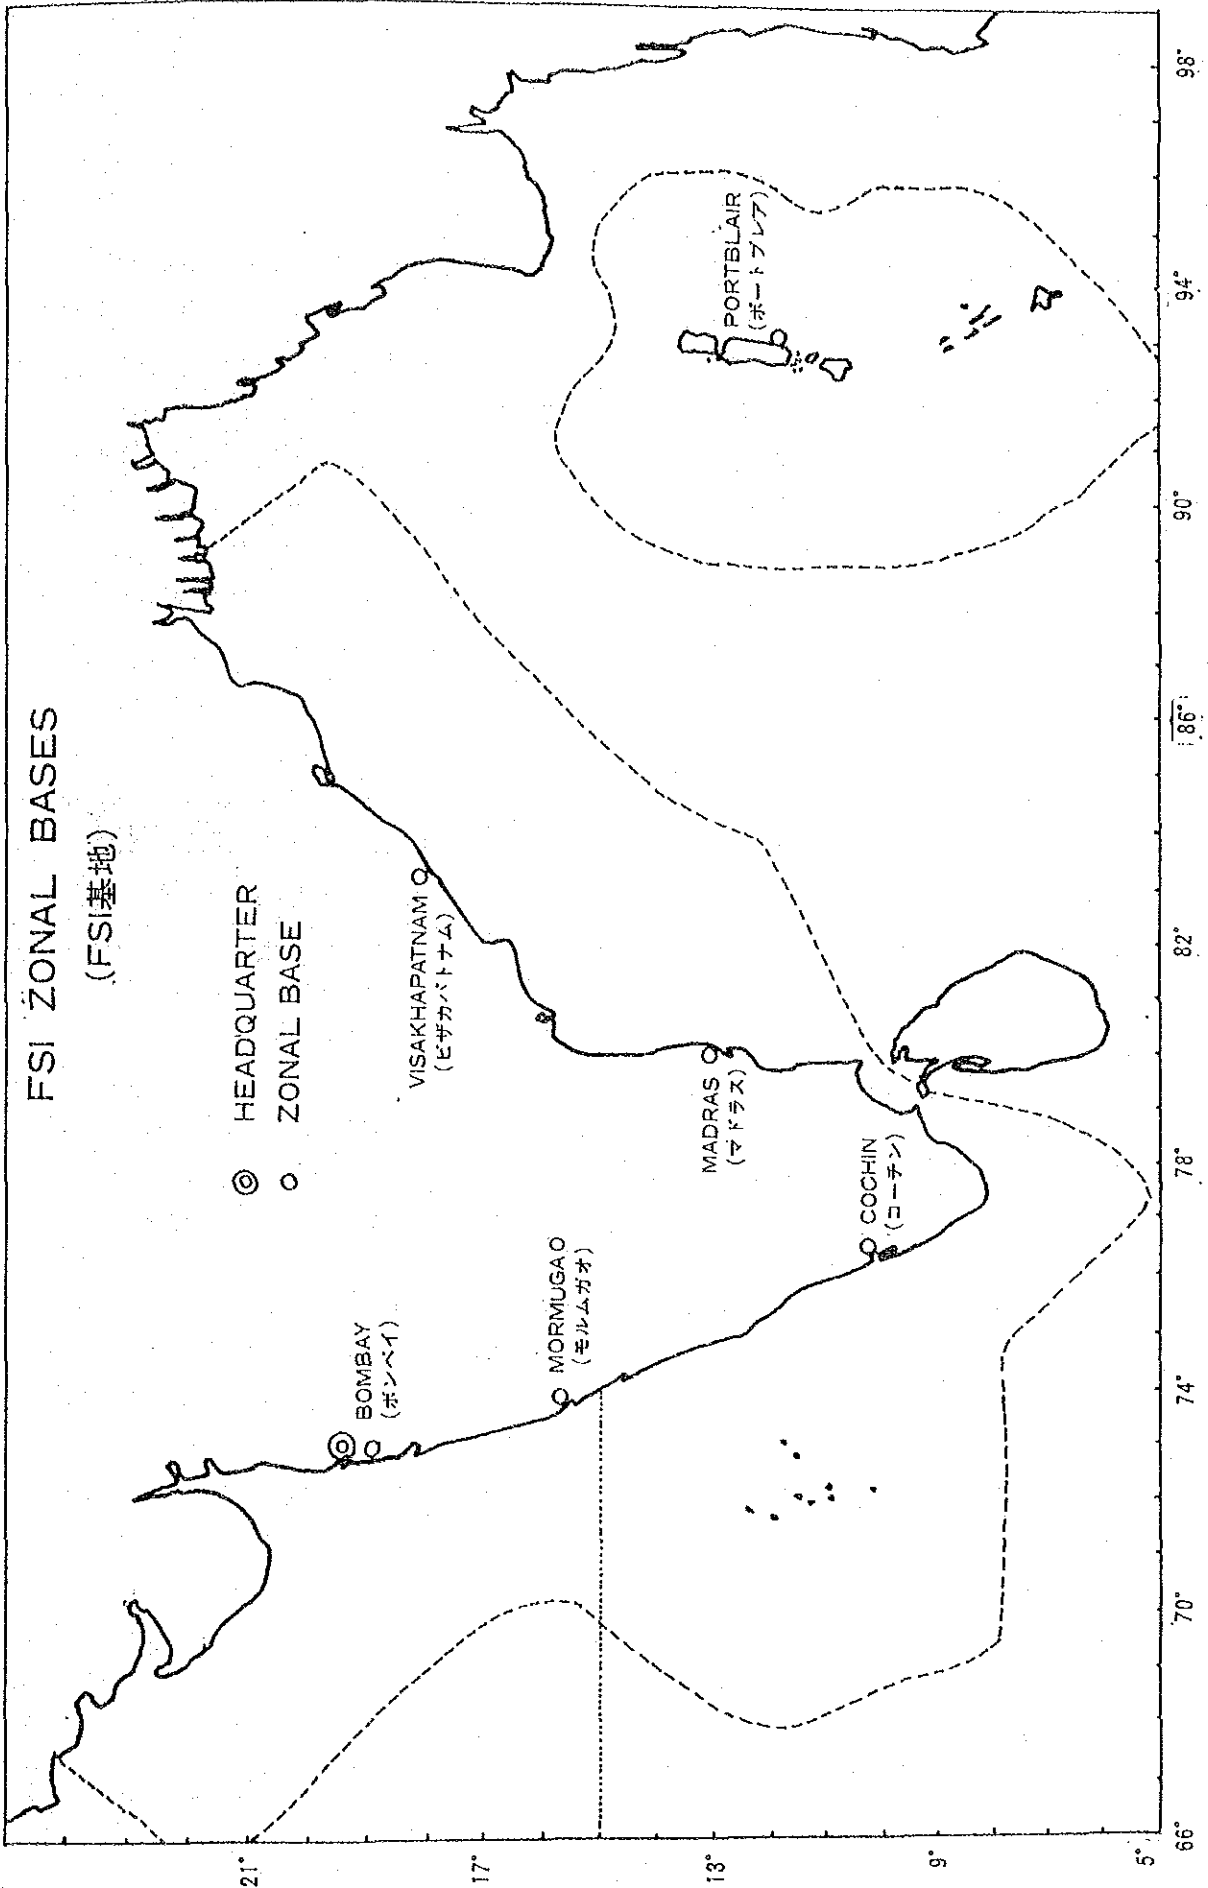 FSI ZONAL BASES
(FSI基地)
◎ HEADQUARTER
○ ZONAL BASE
BOMBAY
(ボンベイ)
MORMUGAO
(モルムガオ)
COCHIN
(コーチン)
MADRAS
(マドラス)
VISAKHAPATNAM
(ビザカパトナム)
PORTBLAIR
(ポートブレア)
21°
17°
13°
9°
5°
66°
70°
74°
78°
82°
86°
90°
94°
98°